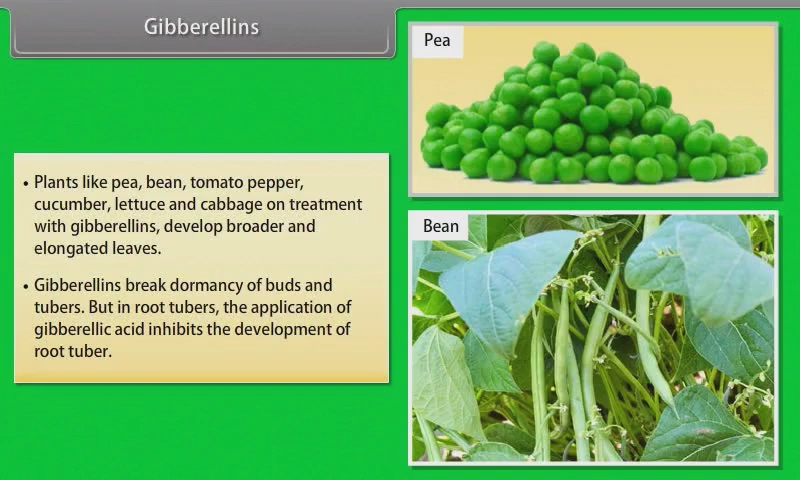 Gibberellins
• Plants like pea, bean, tomato pepper,
cucumber, lettuce and cabbage on treatment
with gibberellins, develop broader and
elongated leaves.
• Gibberellins break dormancy of buds and
tubers. But in root tubers, the application of
gibberellic acid inhibits the development of
root tuber.
Pea
Bean